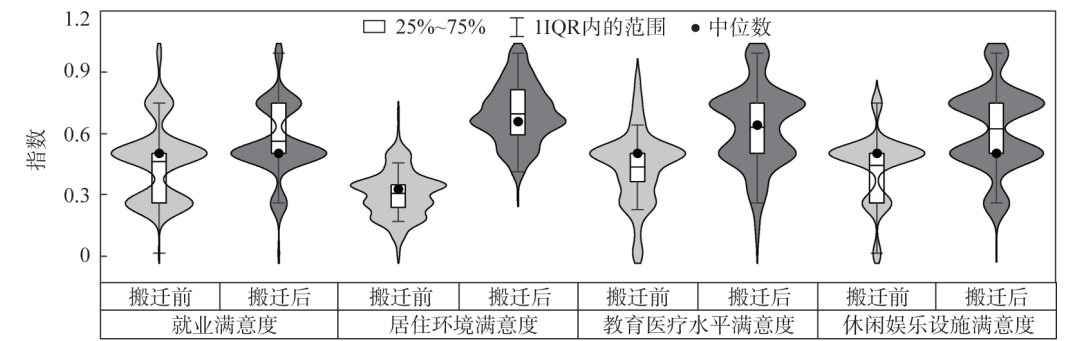 1.2
25%~75% 1IQR内的范围 中位数
0.9
0.6
0.3
0
指数
搬迁前 搬迁后 搬迁前 搬迁后 搬迁前 搬迁后 搬迁前 搬迁后
就业满意度 居住环境满意度 教育医疗水平满意度 休闲娱乐设施满意度